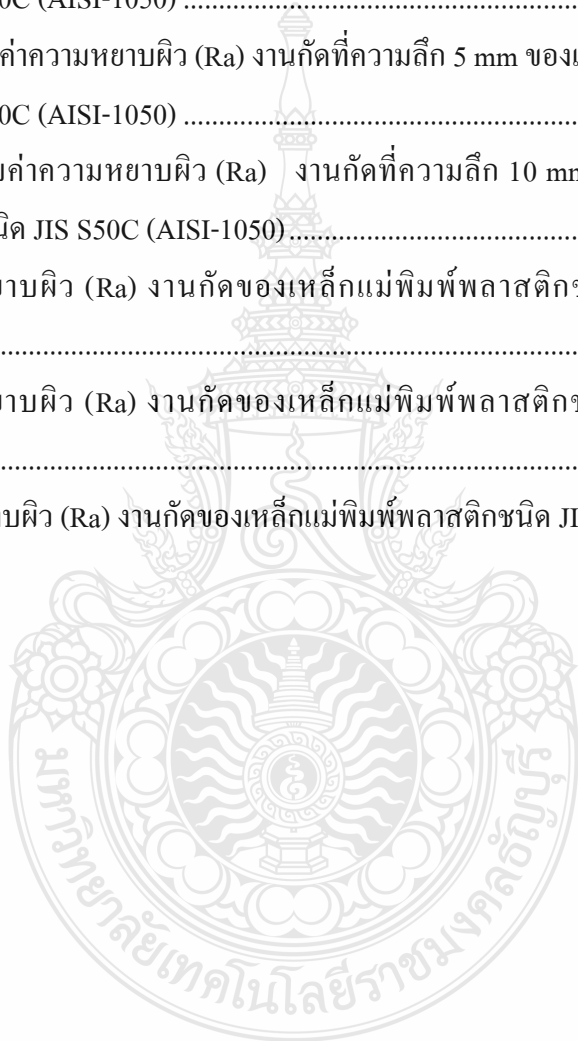 0C (AISI-1050) ..........................................................
ค่าความหยาบผิว (Ra) งานกัดที่ความลึก 5 mm ของ
0C (AISI-1050) ..........................................................
ค่าความหยาบผิว (Ra) งานกัดที่ความลึก 10 mm
JIS S50C (AISI-1050) ..........................................
ยาบผิว (Ra) งานกัดของเหล็กแม่พิมพ์พลาสติกช
..........................................................................................
ยาบผิว (Ra) งานกัดของเหล็กแม่พิมพ์พลาสติกช
..........................................................................................
บผิว (Ra) งานกัดของเหล็กแม่พิมพ์พลาสติกชนิด JI
มหาวิทยาลัยเทคโนโลยีราชมงคลธัญบุรี